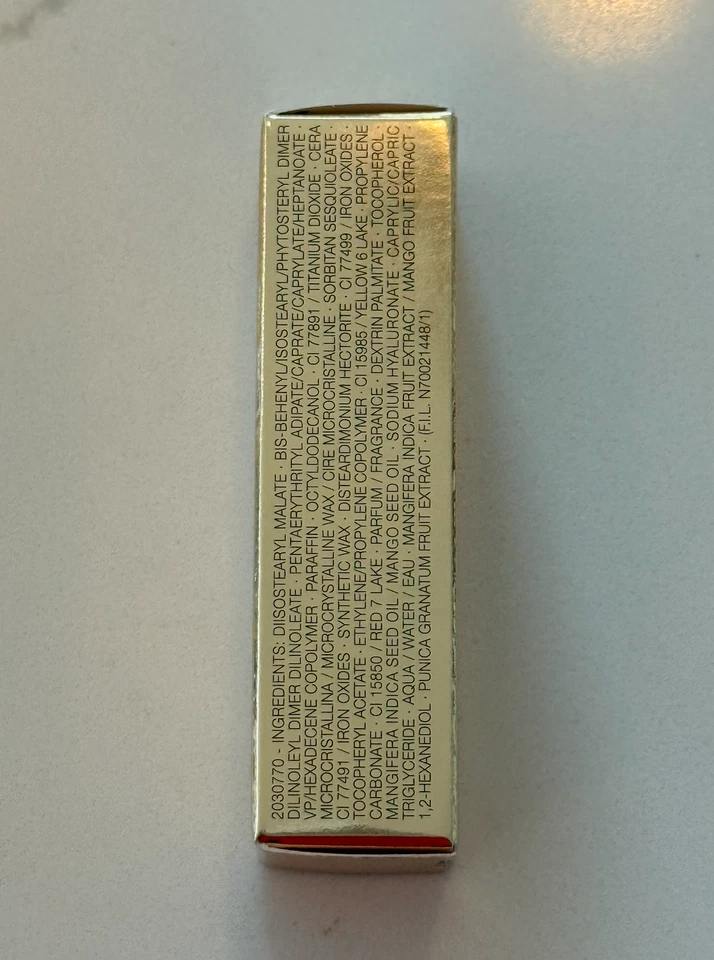 2030770 - INGREDIENTS: DIISOSTEARYL MALATE · BIS-BEHENYL/ISOSTEARYL/PHYTOSTERYL DIMER
DILINOLEYL DIMER DILINOLEATE · PENTAERYTHRITYL ADIPATE/CAPRATE/CAPRYLATE/HEPTANOATE ·
VP/HEXADECENE COPOLYMER · PARAFFIN · OCTYLDODECANOL · CI 77891 / TITANIUM DIOXIDE · CERA
MICROCRISTALLINA / MICROCRYSTALLINE WAX / CIRE MICROCRISTALLINE · SORBITAN SESQUIOLEATE ·
CI 77491 / IRON OXIDES · SYNTHETIC WAX · DISTEARDIMONIUM HECTORITE · CI 77499 / IRON OXIDES ·
TOCOPHERYL ACETATE · ETHYLENE/PROPYLENE COPOLYMER · CI 15985 / YELLOW 6 LAKE · PROPYLENE
CARBONATE · CI 15850 / RED 7 LAKE · PARFUM / FRAGRANCE · DEXTRIN PALMITATE · TOCOPHEROL ·
MANGIFERA INDICA SEED OIL / MANGO SEED OIL · SODIUM HYALURONATE · CAPRYLIC/CAPRIC
TRIGLYCERIDE · AQUA / WATER / EAU · MANGIFERA INDICA FRUIT EXTRACT / MANGO FRUIT EXTRACT ·
1,2-HEXANEDIOL · PUNICA GRANATUM FRUIT EXTRACT · (F.I.L. N70021448/1)